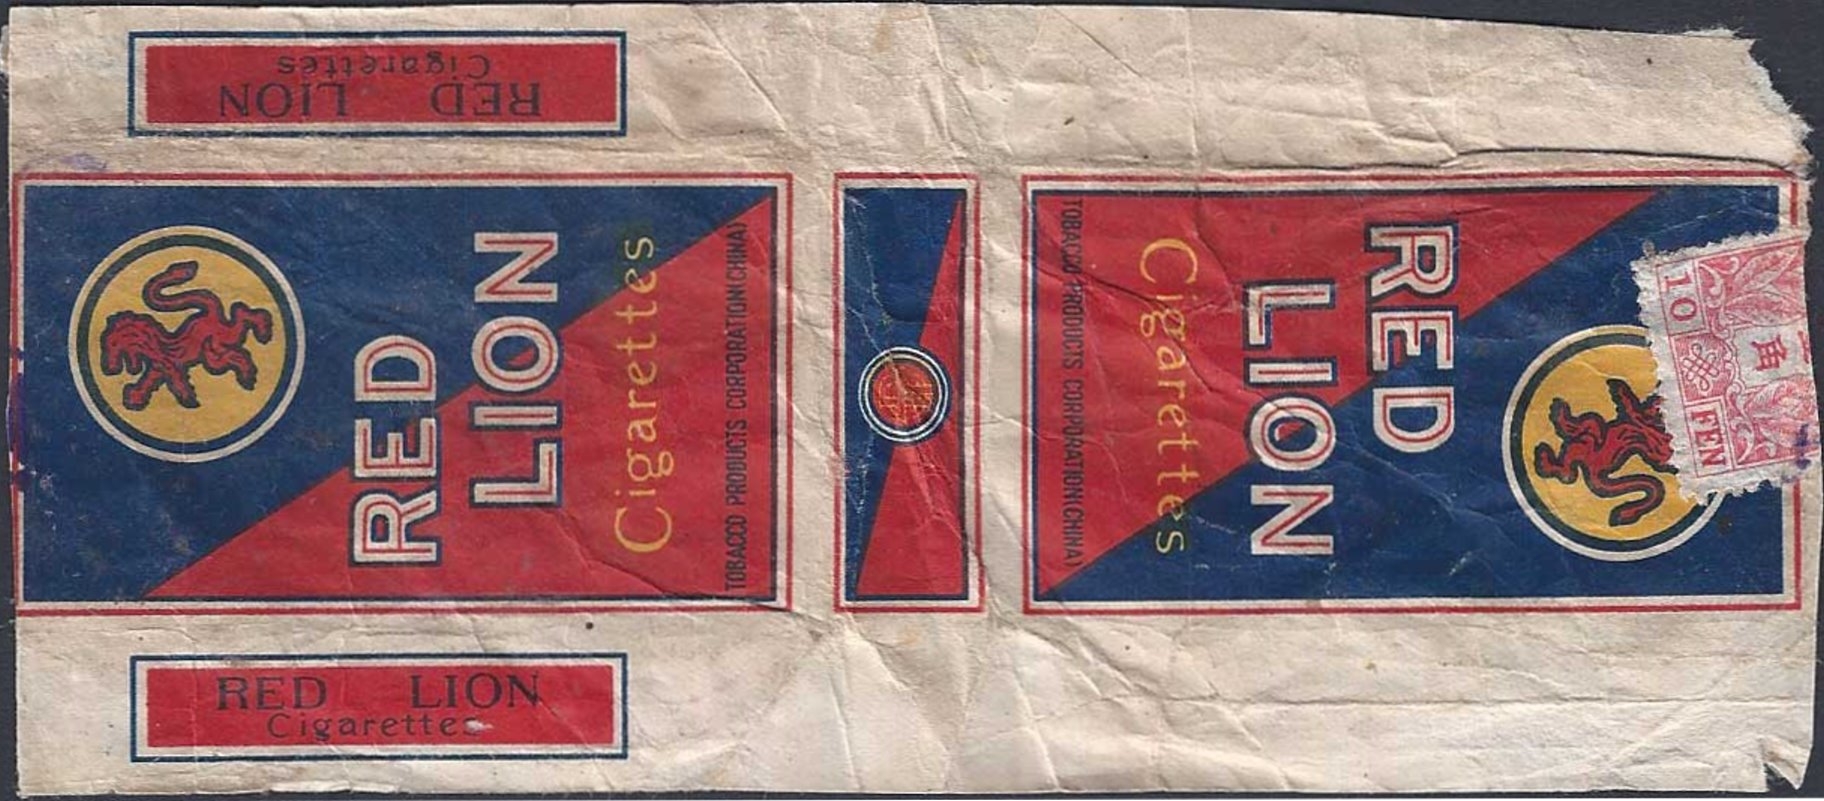 RED LION
Cigarettes
RED
LION
Cigarettes
TOBACCO PRODUCTS CORPORATION (CHINA)
RED
LION
Cigarettes
TOBACCO PRODUCTS CORPORATION (CHINA)
10
角
FEN
RED LION
Cigarettes